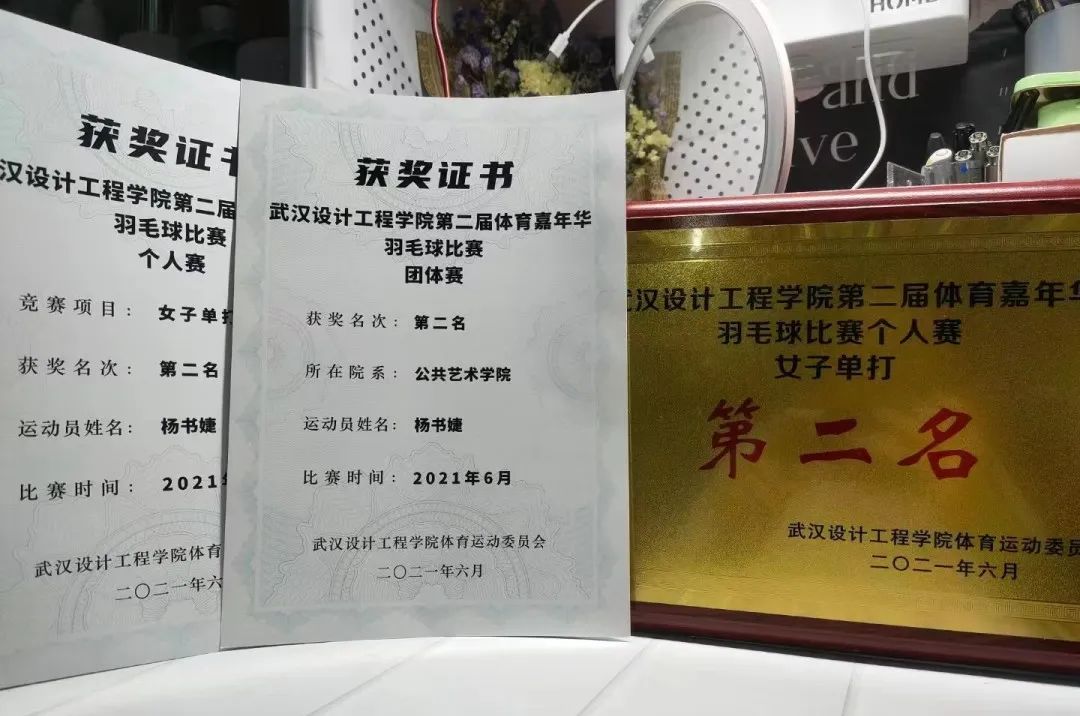 获奖证书
汉设计工程学院第二届
羽毛球比赛
个人赛
竞赛项目： 女子单打
获奖名次： 第二名
运动员姓名： 杨书婕
比赛时间： 2021年
武汉设计工程学院体育
二〇二一年六
获奖证书
武汉设计工程学院第二届体育嘉年华
羽毛球比赛
团体赛
获奖名次： 第二名
所在院系： 公共艺术学院
运动员姓名： 杨书婕
比赛时间： 2021年6月
武汉设计工程学院体育运动委员会
二〇二一年六月
HOME
and
ive
武汉设计工程学院第二届体育嘉年华
羽毛球比赛个人赛
女子单打
第二名
武汉设计工程学院体育运动委员
二〇二一年六月